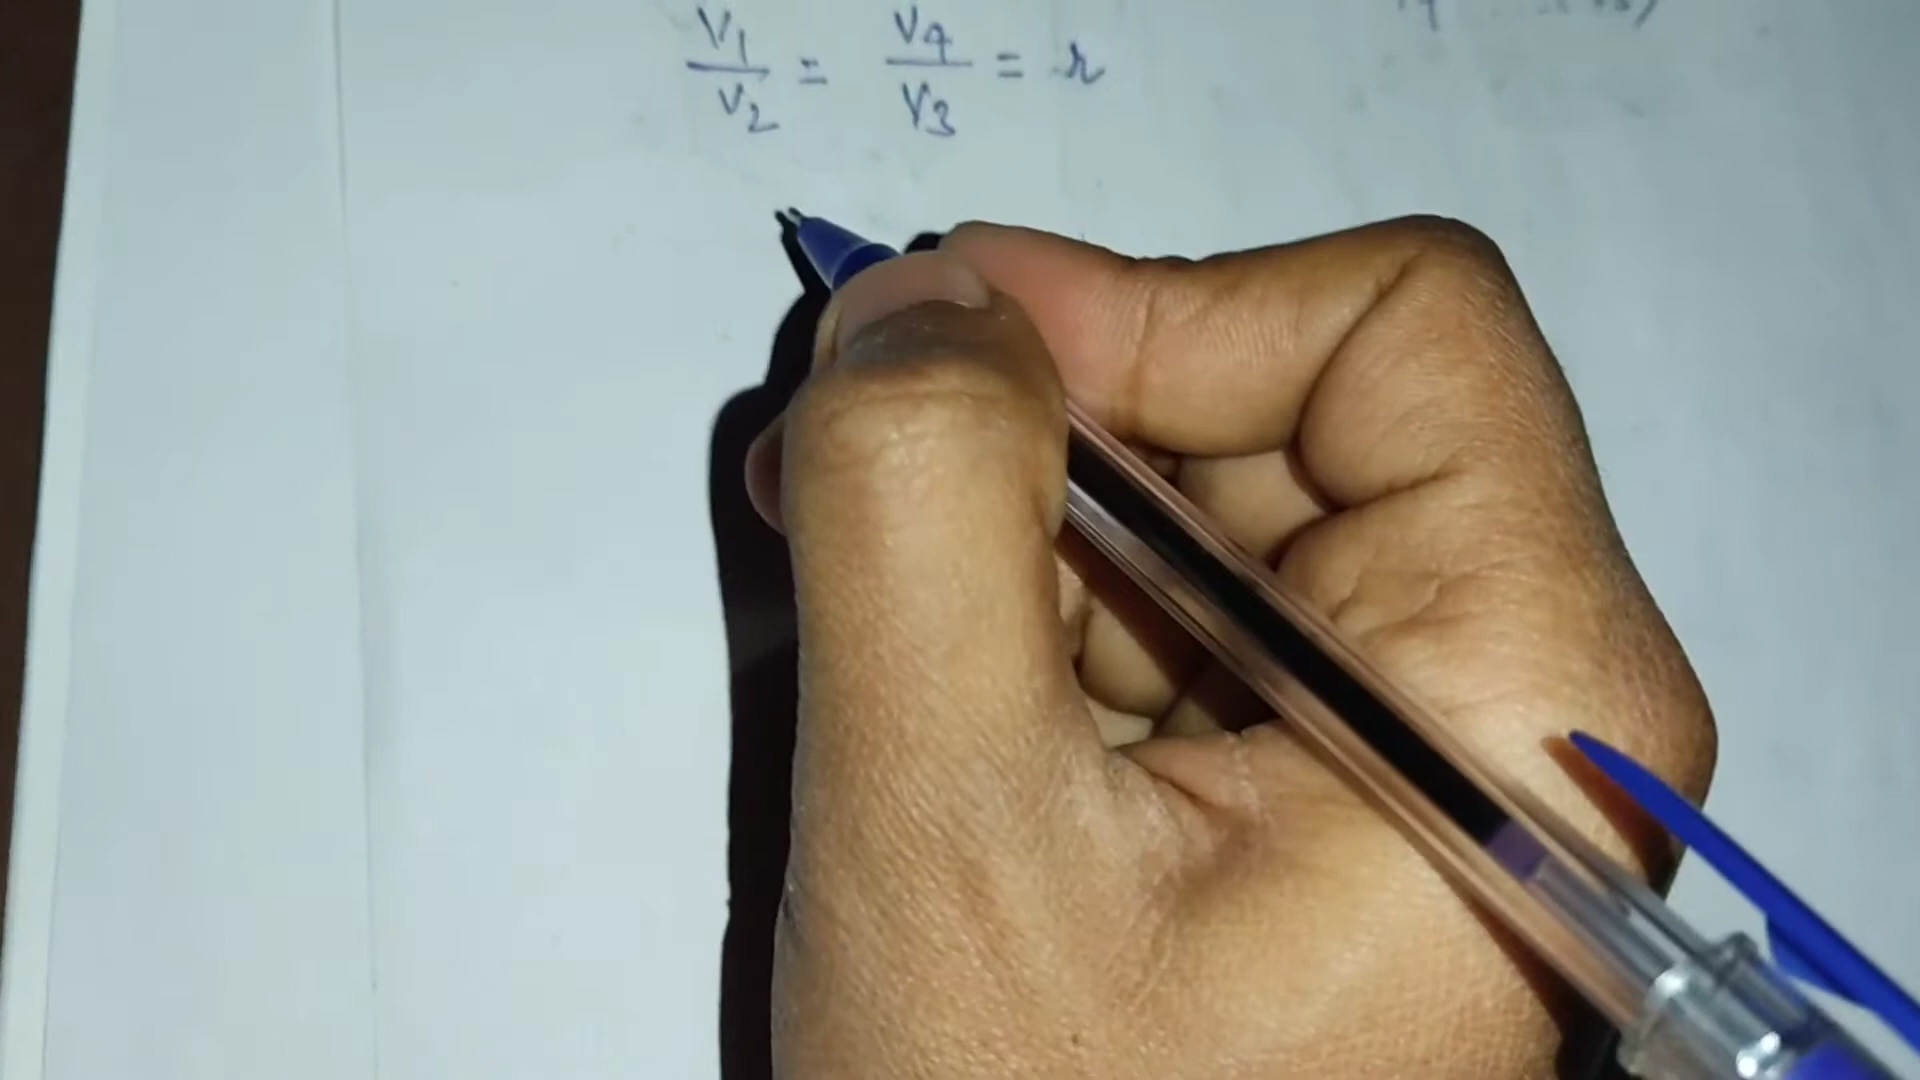 V1/V2 = V4/V3 = r